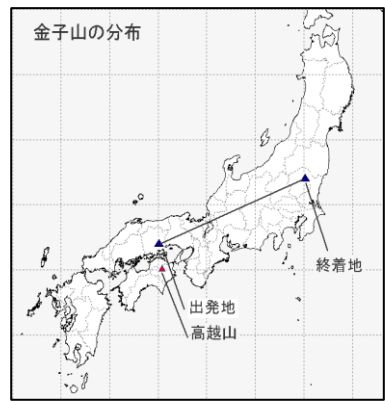 金子山の分布
終着地
出発地
高越山